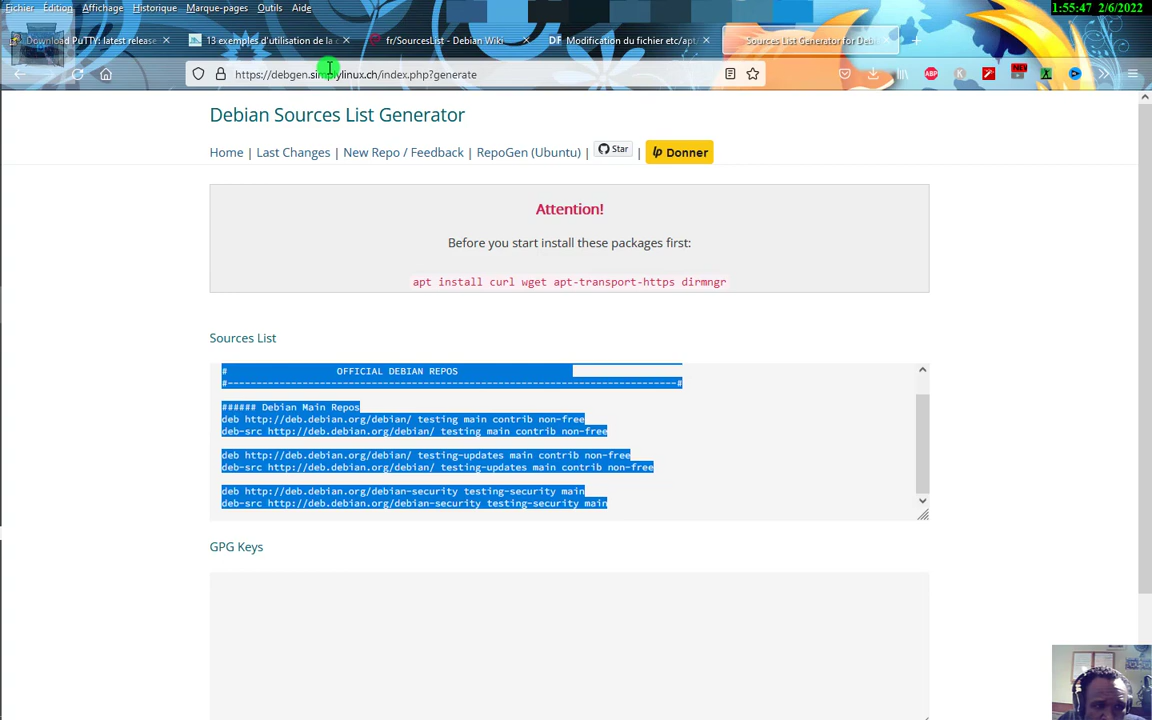 Fichier Édition Affichage Historique Marque-pages Outils Aide
1:55:47 2/6/2022
Download PuTTY: latest release
13 exemples d'utilisation de la c
fr/SourcesList - Debian Wiki
DF Modification du fichier etc/apt/
Sources List Generator for Deb
https://debgen.simplylinux.ch/index.php?generate
ABP
Debian Sources List Generator
Home | Last Changes | New Repo / Feedback | RepoGen (Ubuntu) | Star | lp Donner
Attention!
Before you start install these packages first:
apt install curl wget apt-transport-https dirmngr
Sources List
# OFFICIAL DEBIAN REPOS
#------------------------------------------------------------------------------#
###### Debian Main Repos
deb http://deb.debian.org/debian/ testing main contrib non-free
deb-src http://deb.debian.org/debian/ testing main contrib non-free
deb http://deb.debian.org/debian/ testing-updates main contrib non-free
deb-src http://deb.debian.org/debian/ testing-updates main contrib non-free
deb http://deb.debian.org/debian-security testing-security main
deb-src http://deb.debian.org/debian-security testing-security main
GPG Keys